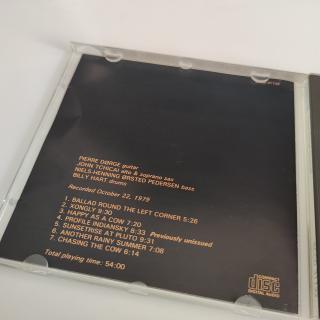 PIERRE DØRGE guitar
JOHN TCHICAI alto & soprano sax
NIELS-HENNING ØRSTED PEDERSEN bass
BILLY HART drums
Recorded October 22, 1979
1. BALLAD ROUND THE LEFT CORNER 5:26
2. XONGLY 9:30
3. HAPPY AS A COW 7:20
4. PROFILE INDIANSKY 8:33 Previously unissued
5. SUNSETRISE AT PLUTO 9:31
6. ANOTHER RAINY SUMMER 7:08
7. CHASING THE COW 6:14
Total playing time: 54:00
COMPACT
disc
DIGITAL AUDIO